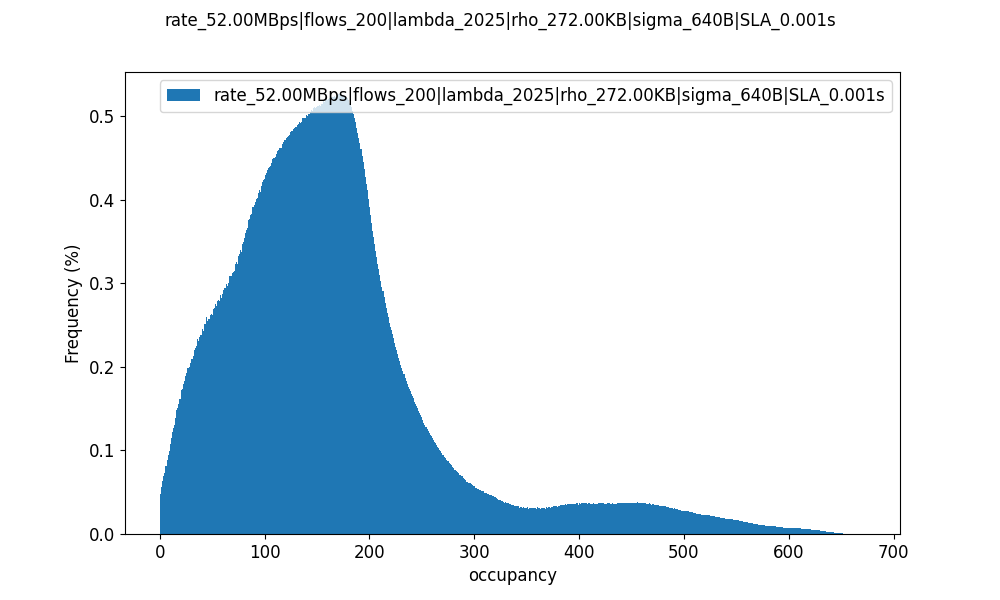 rate_52.00MBps|flows_200|lambda_2025|rho_272.00KB|sigma_640B|SLA_0.001s
rate_52.00MBps|flows_200|lambda_2025|rho_272.00KB|sigma_640B|SLA_0.001s
Frequency (%)
0.5
0.4
0.3
0.2
0.1
0.0
0 100 200 300 400 500 600 700
occupancy